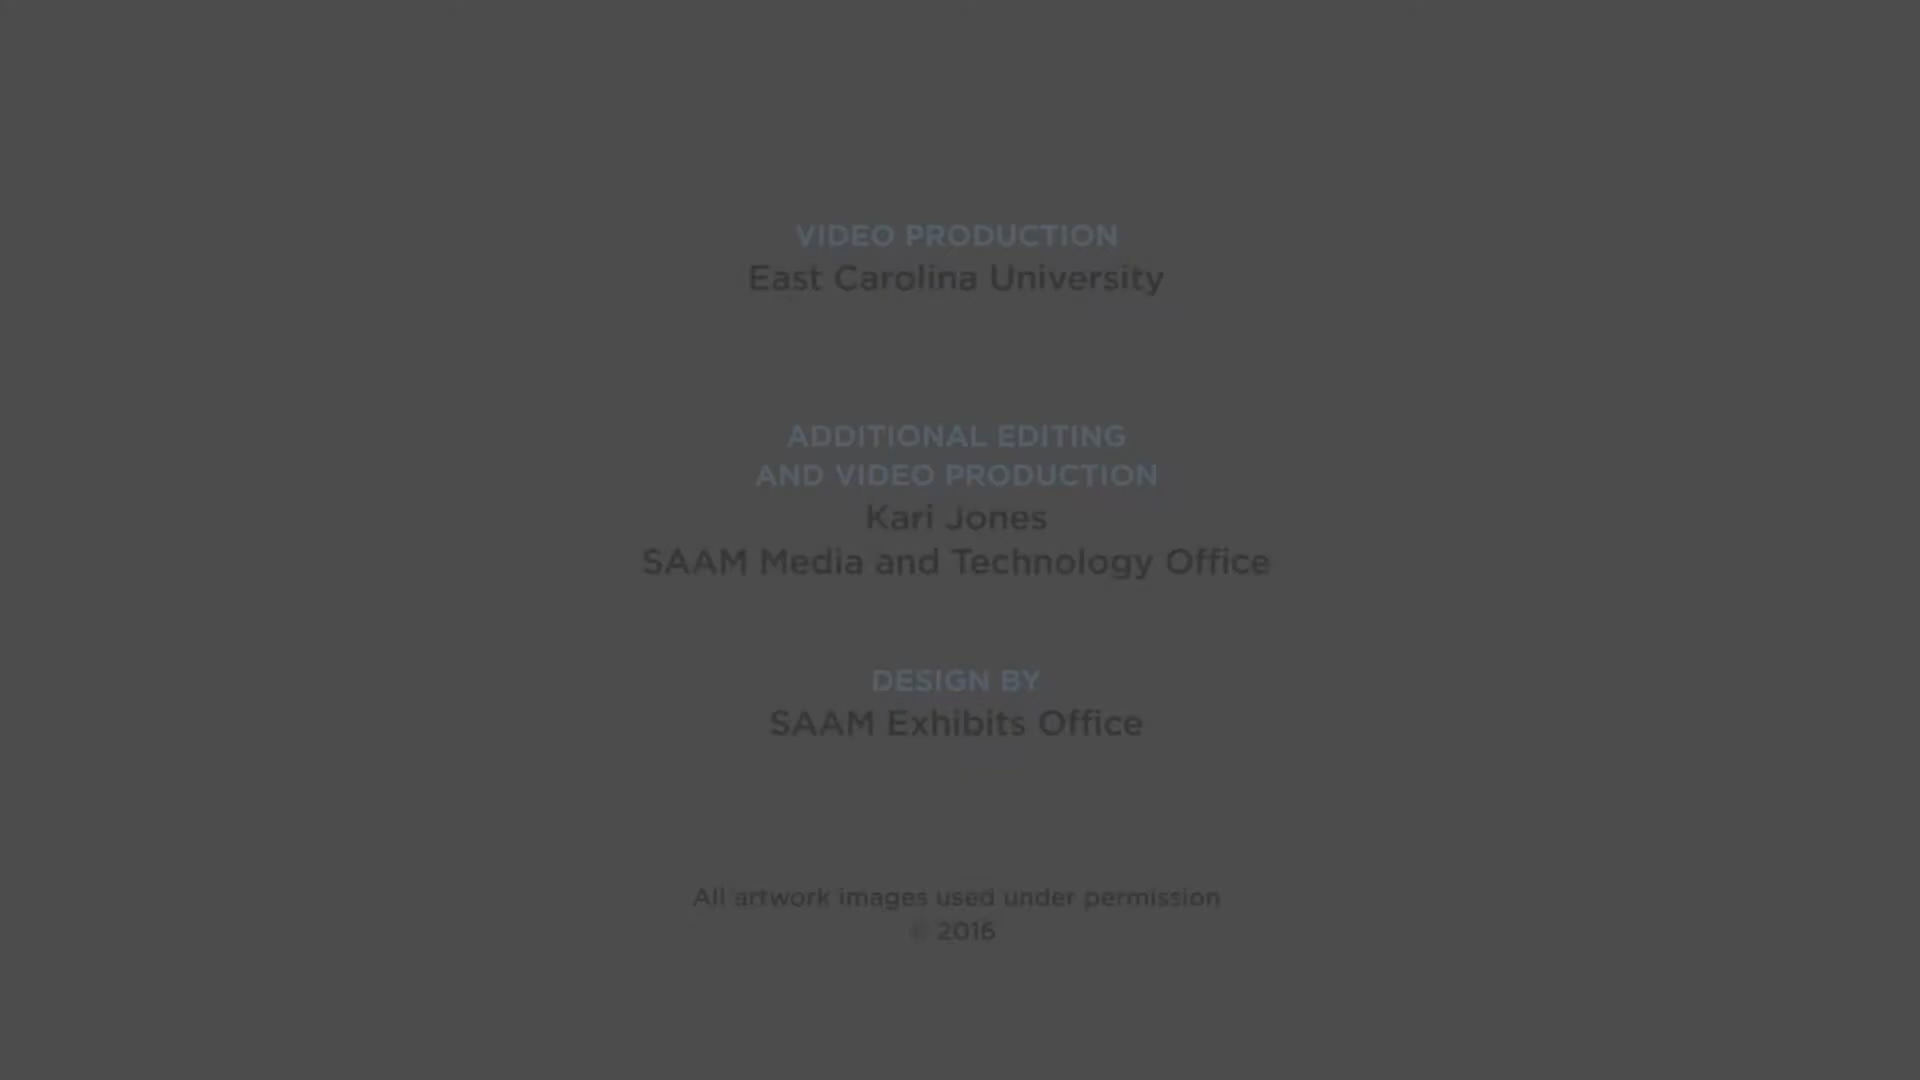 VIDEO PRODUCTION
East Carolina University
ADDITIONAL EDITING
AND VIDEO PRODUCTION
Kari Jones
SAAM Media and Technology Office
DESIGN BY
SAAM Exhibits Office
All artwork images used under permission
© 2016